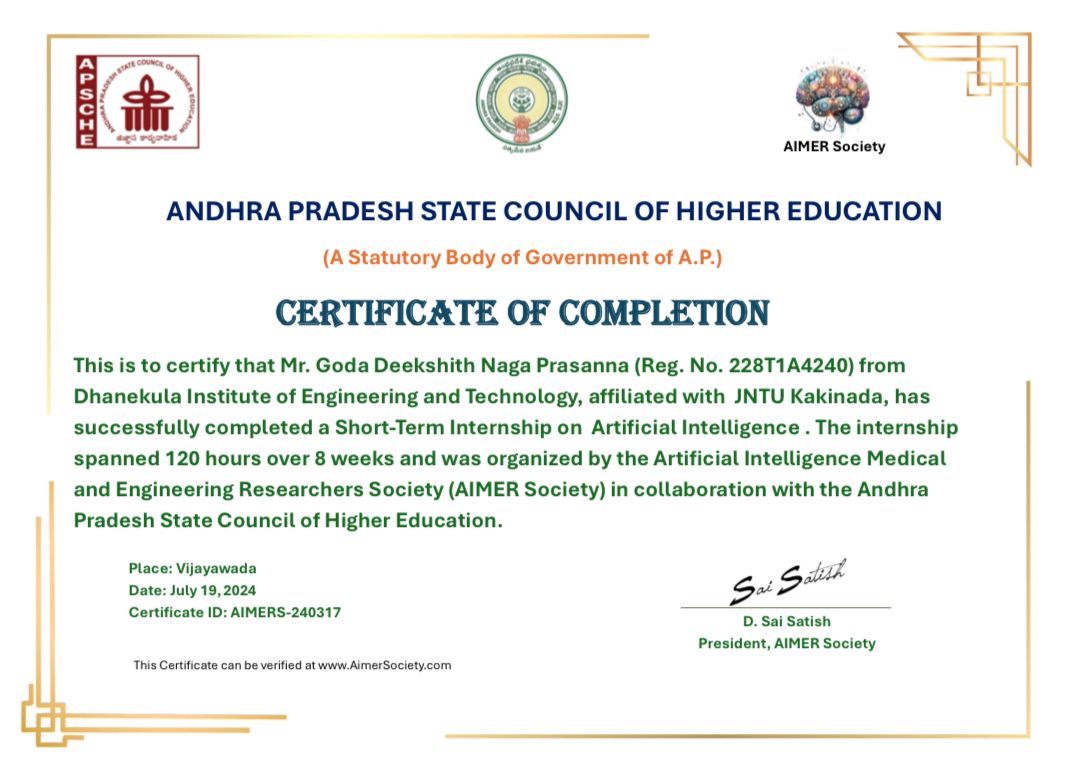 APSCHE
ANDHRA PRADESH STATE COUNCIL OF HIGHER EDUCATION
AIMER Society
ANDHRA PRADESH STATE COUNCIL OF HIGHER EDUCATION
(A Statutory Body of Government of A.P.)
CERTIFICATE OF COMPLETION
This is to certify that Mr. Goda Deekshith Naga Prasanna (Reg. No. 228T1A4240) from
Dhanekula Institute of Engineering and Technology, affiliated with JNTU Kakinada, has
successfully completed a Short-Term Internship on Artificial Intelligence . The internship
spanned 120 hours over 8 weeks and was organized by the Artificial Intelligence Medical
and Engineering Researchers Society (AIMER Society) in collaboration with the Andhra
Pradesh State Council of Higher Education.
Place: Vijayawada
Date: July 19, 2024
Certificate ID: AIMERS-240317
Sai Satish
D. Sai Satish
President, AIMER Society
This Certificate can be verified at www.AimerSociety.com